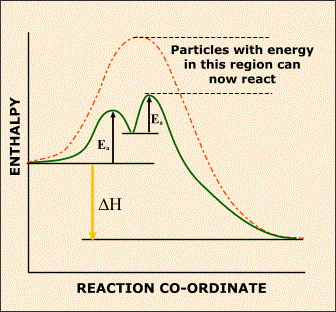 Particles with energy
in this region can
now react
ENTHALPY
Ea
Ea
ΔH
REACTION CO-ORDINATE